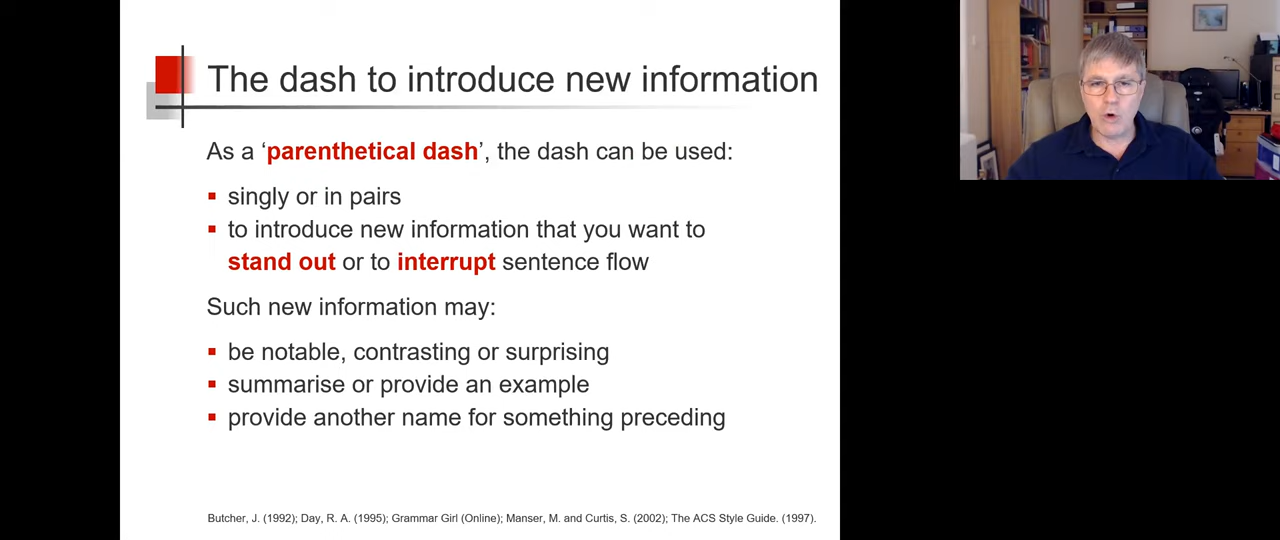 The dash to introduce new information
As a ‘parenthetical dash’, the dash can be used:
singly or in pairs
to introduce new information that you want to
stand out or to interrupt sentence flow
Such new information may:
be notable, contrasting or surprising
summarise or provide an example
provide another name for something preceding
Butcher, J. (1992); Day, R. A. (1995); Grammar Girl (Online); Manser, M. and Curtis, S. (2002); The ACS Style Guide. (1997).